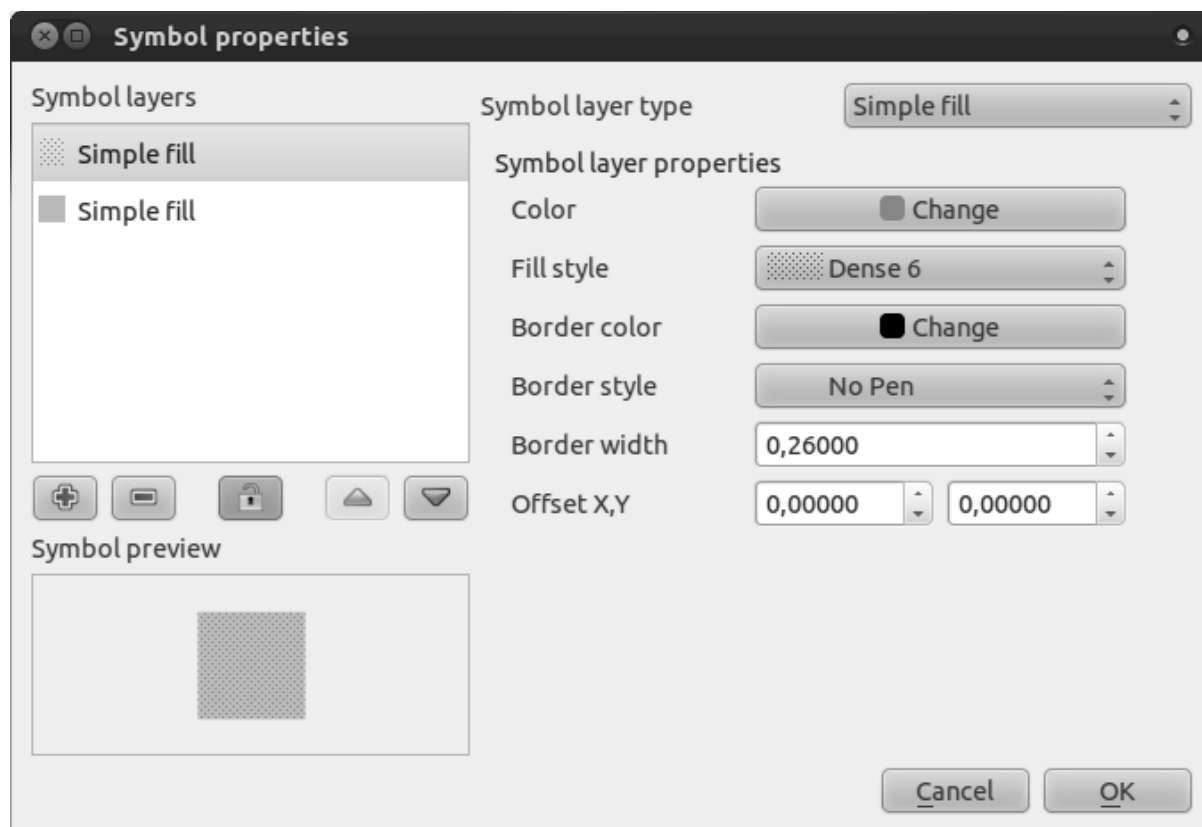 Symbol properties
Symbol layers
Simple fill
Simple fill
Symbol preview
Symbol layer type
Simple fill
Symbol layer properties
Color
Change
Fill style
Dense 6
Border color
Change
Border style
No Pen
Border width
0,26000
Offset X,Y
0,00000
0,00000
Cancel
OK